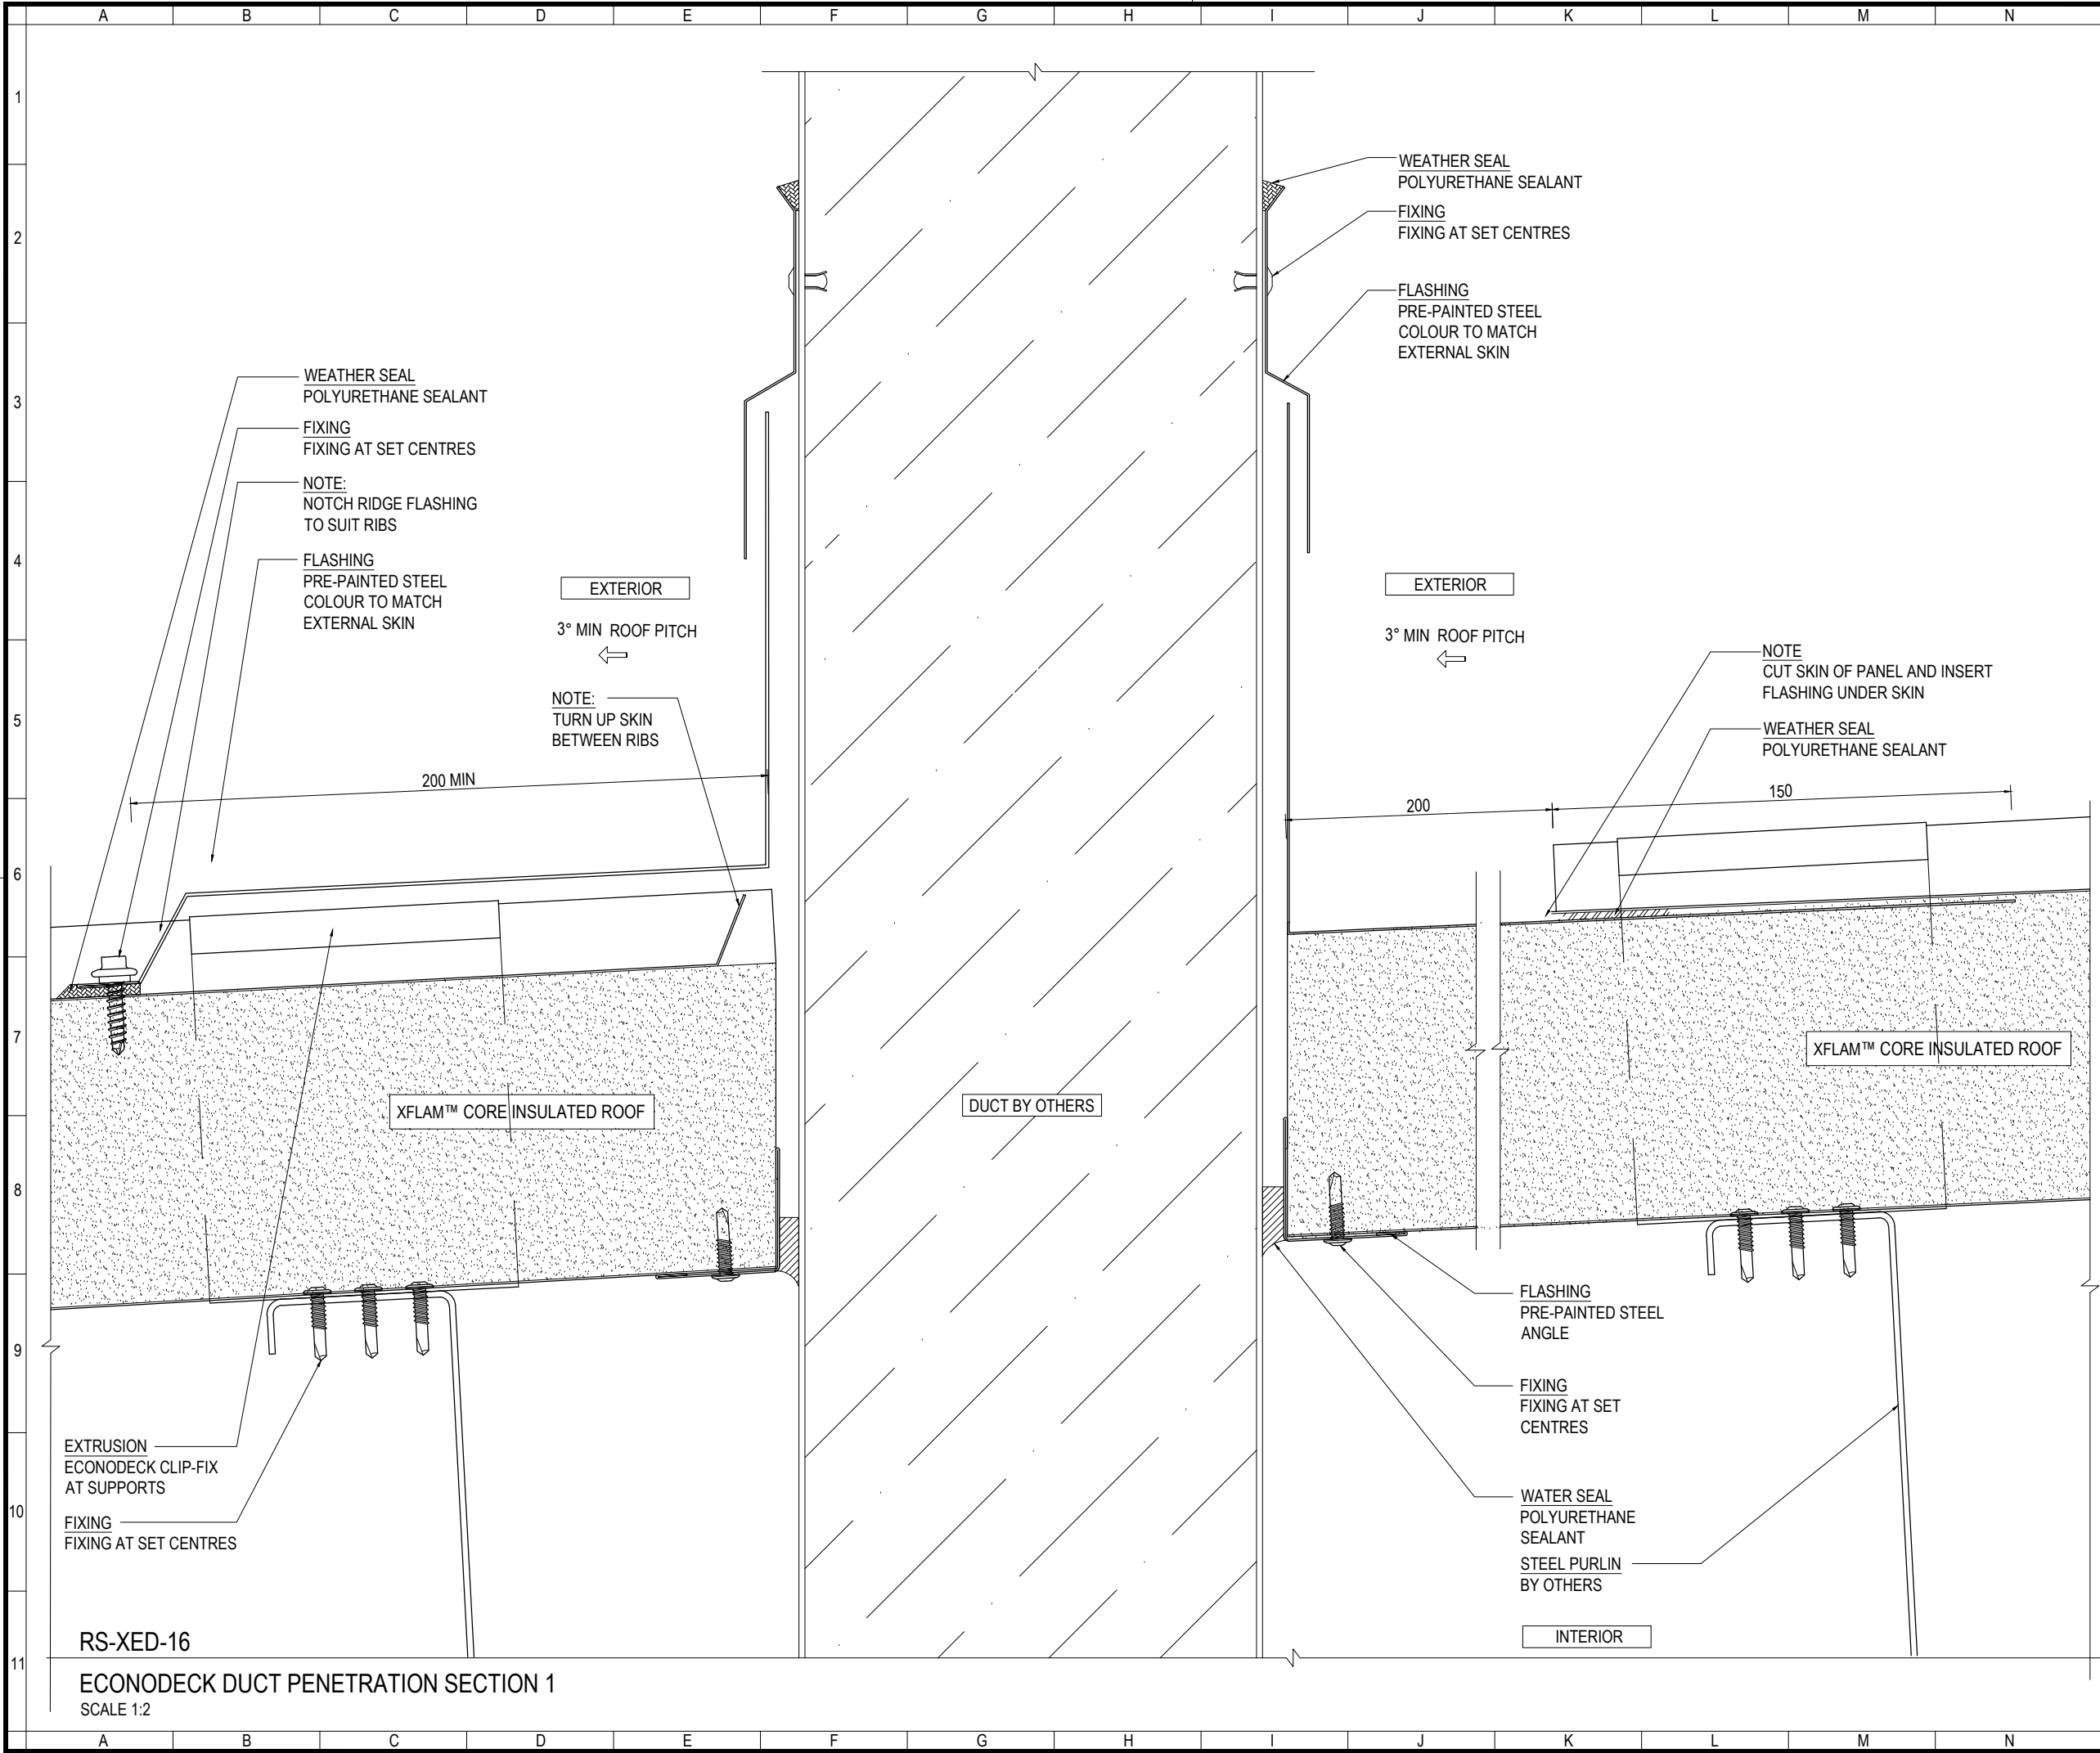 A B C D E F G H I J K L M N
1
2
3
4
5
6
7
8
9
10
11
WEATHER SEAL
POLYURETHANE SEALANT
FIXING
FIXING AT SET CENTRES
FLASHING
PRE-PAINTED STEEL
COLOUR TO MATCH
EXTERNAL SKIN
WEATHER SEAL
POLYURETHANE SEALANT
FIXING
FIXING AT SET CENTRES
NOTE:
NOTCH RIDGE FLASHING
TO SUIT RIBS
FLASHING
PRE-PAINTED STEEL
COLOUR TO MATCH
EXTERNAL SKIN
EXTERIOR
3° MIN ROOF PITCH
NOTE:
TURN UP SKIN
BETWEEN RIBS
200 MIN
EXTERIOR
3° MIN ROOF PITCH
NOTE
CUT SKIN OF PANEL AND INSERT
FLASHING UNDER SKIN
WEATHER SEAL
POLYURETHANE SEALANT
200
150
XFLAM™ CORE INSULATED ROOF
DUCT BY OTHERS
XFLAM™ CORE INSULATED ROOF
FLASHING
PRE-PAINTED STEEL
ANGLE
FIXING
FIXING AT SET
CENTRES
WATER SEAL
POLYURETHANE
SEALANT
STEEL PURLIN
BY OTHERS
INTERIOR
EXTRUSION
ECONODECK CLIP-FIX
AT SUPPORTS
FIXING
FIXING AT SET CENTRES
RS-XED-16
ECONODECK DUCT PENETRATION SECTION 1
SCALE 1:2
A B C D E F G H I J K L M N